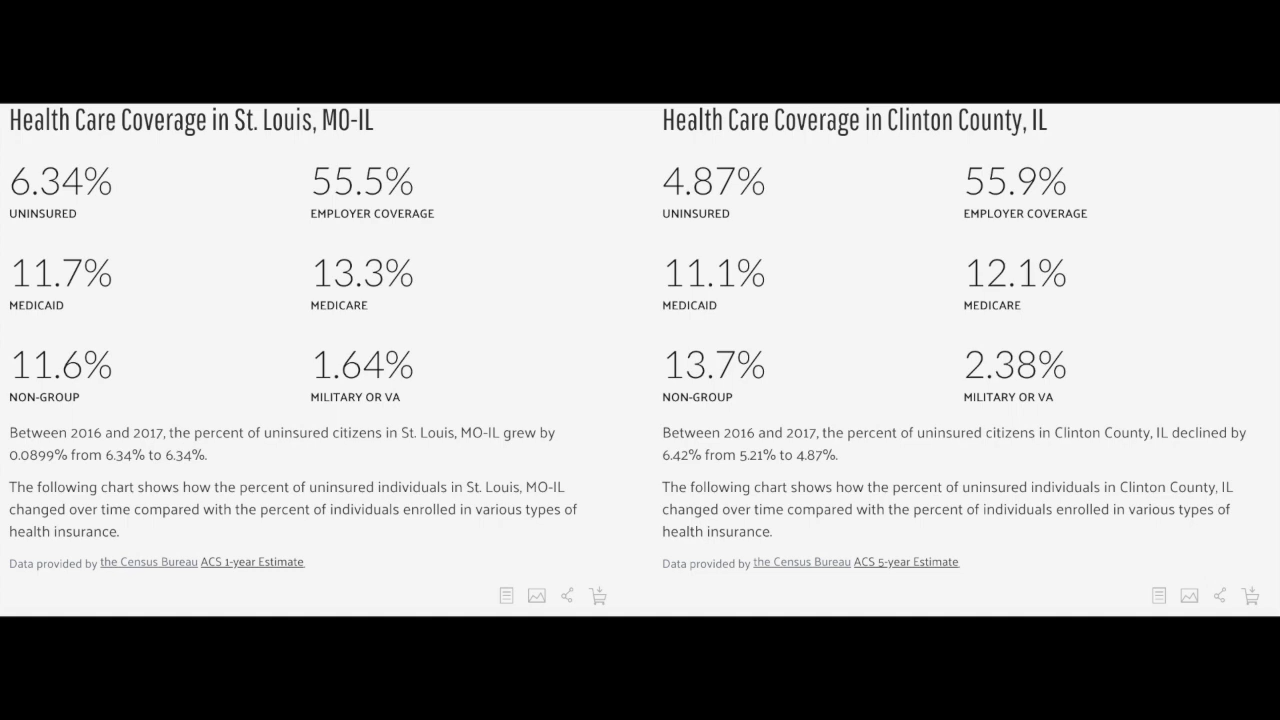 Health Care Coverage in St. Louis, MO-IL
6.34%
UNINSURED
55.5%
EMPLOYER COVERAGE
11.7%
MEDICAID
13.3%
MEDICARE
11.6%
NON-GROUP
1.64%
MILITARY OR VA
Between 2016 and 2017, the percent of uninsured citizens in St. Louis, MO-IL grew by
0.0899% from 6.34% to 6.34%.
The following chart shows how the percent of uninsured individuals in St. Louis, MO-IL
changed over time compared with the percent of individuals enrolled in various types of
health insurance.
Data provided by the Census Bureau ACS 1-year Estimate
Health Care Coverage in Clinton County, IL
4.87%
UNINSURED
55.9%
EMPLOYER COVERAGE
11.1%
MEDICAID
12.1%
MEDICARE
13.7%
NON-GROUP
2.38%
MILITARY OR VA
Between 2016 and 2017, the percent of uninsured citizens in Clinton County, IL declined by
6.42% from 5.21% to 4.87%.
The following chart shows how the percent of uninsured individuals in Clinton County, IL
changed over time compared with the percent of individuals enrolled in various types of
health insurance.
Data provided by the Census Bureau ACS 5-year Estimate